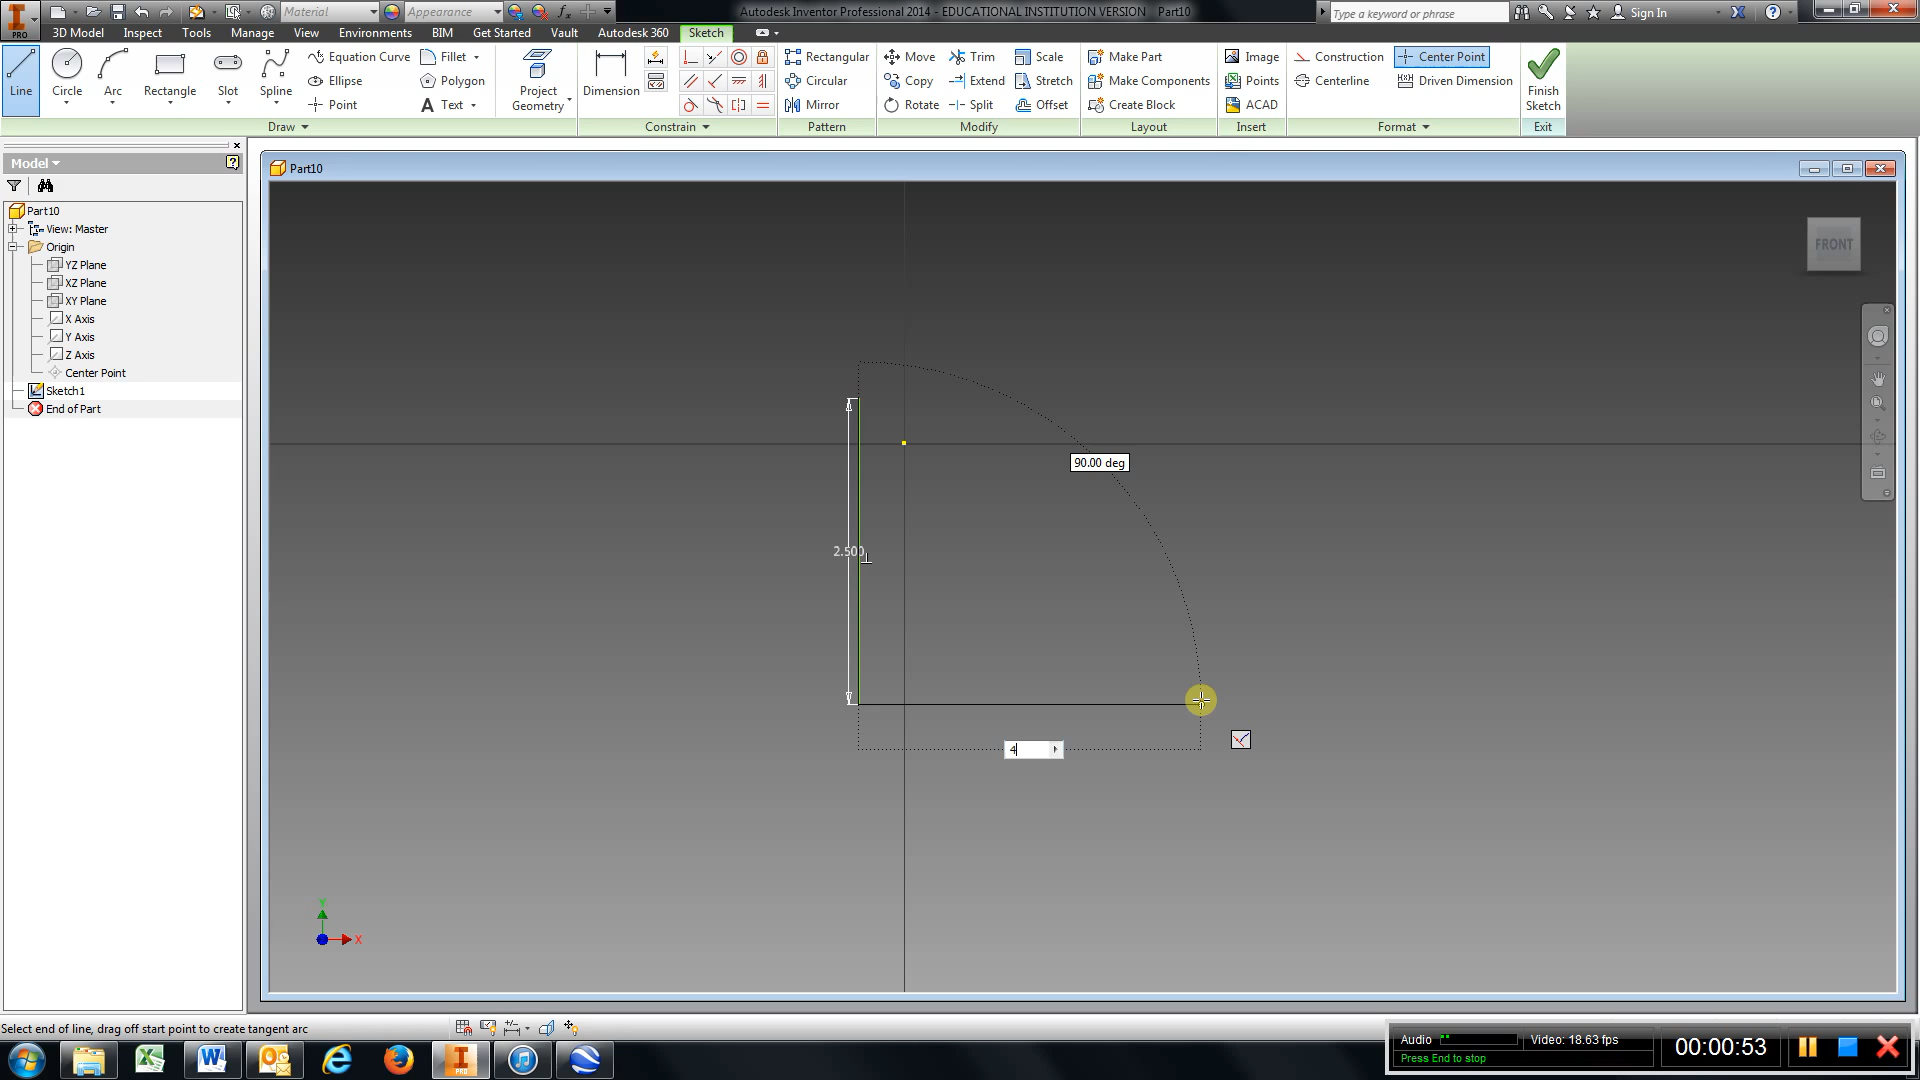 Material
Appearance
Autodesk Inventor Professional 2014 - EDUCATIONAL INSTITUTION VERSION Part10
Type a keyword or phrase
Sign In
PRO
3D Model Inspect Tools Manage View Environments BIM Get Started Vault Autodesk 360 Sketch
Line
Circle
Arc
Rectangle
Slot
Spline
Equation Curve
Ellipse
Point
Fillet
Polygon
Text
Project Geometry
Dimension
Rectangular
Circular
Mirror
Move
Copy
Rotate
Trim
Extend
Split
Scale
Stretch
Offset
Make Part
Make Components
Create Block
Image
Points
ACAD
Construction
Centerline
Center Point
Driven Dimension
Finish Sketch
Draw
Constrain
Pattern
Modify
Layout
Insert
Format
Exit
Model
Part10
View: Master
Origin
YZ Plane
XZ Plane
XY Plane
X Axis
Y Axis
Z Axis
Center Point
Sketch1
End of Part
Part10
FRONT
90.00 deg
2.500
4
Y
X
Select end of line, drag off start point to create tangent arc
Audio
Video: 18.63 fps
Press End to stop
00:00:53
PRO